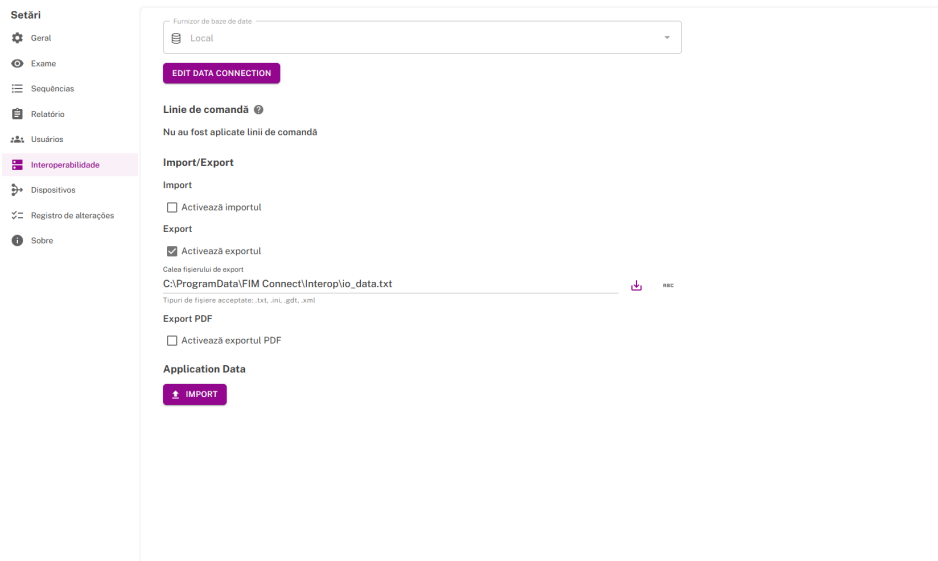 Setări
Geral
Exame
Sequências
Relatório
Usuários
Interoperabilidade
Dispositivos
Registro de alterações
Sobre
Furnizor de baze de date
Local
EDIT DATA CONNECTION
Linie de comandă
Nu au fost aplicate linii de comandă
Import/Export
Import
Activează importul
Export
Activează exportul
Calea fișierului de export
C:\ProgramData\FIM Connect\Interop\io_data.txt
REC
Tipuri de fișiere acceptate: .txt, .ini, .gdt, .xml
Export PDF
Activează exportul PDF
Application Data
IMPORT